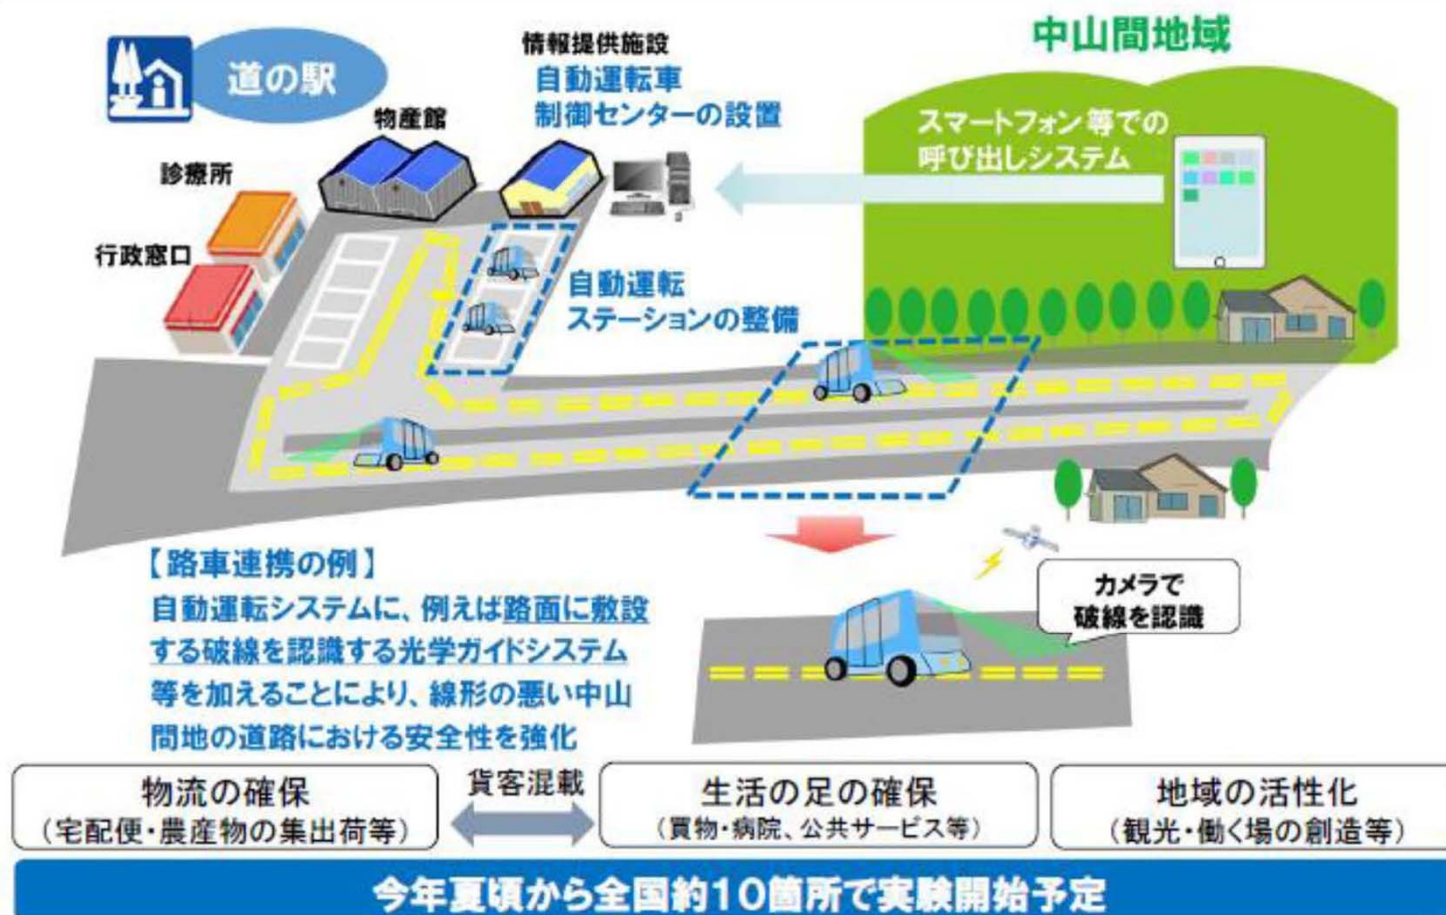 中山間地域
道の駅
情報提供施設
自動運転車
制御センターの設置
スマートフォン等での
呼び出しシステム
物産館
診療所
行政窓口
自動運転
ステーションの整備
【路車連携の例】
自動運転システムに、例えば路面に敷設
する破線を認識する光学ガイドシステム
等を加えることにより、線形の悪い中山
間地の道路における安全性を強化
カメラで
破線を認識
物流の確保
(宅配便・農産物の集出荷等)
貨客混載
生活の足の確保
(買物・病院、公共サービス等)
地域の活性化
(観光・働く場の創造等)
今年夏頃から全国約10箇所で実験開始予定